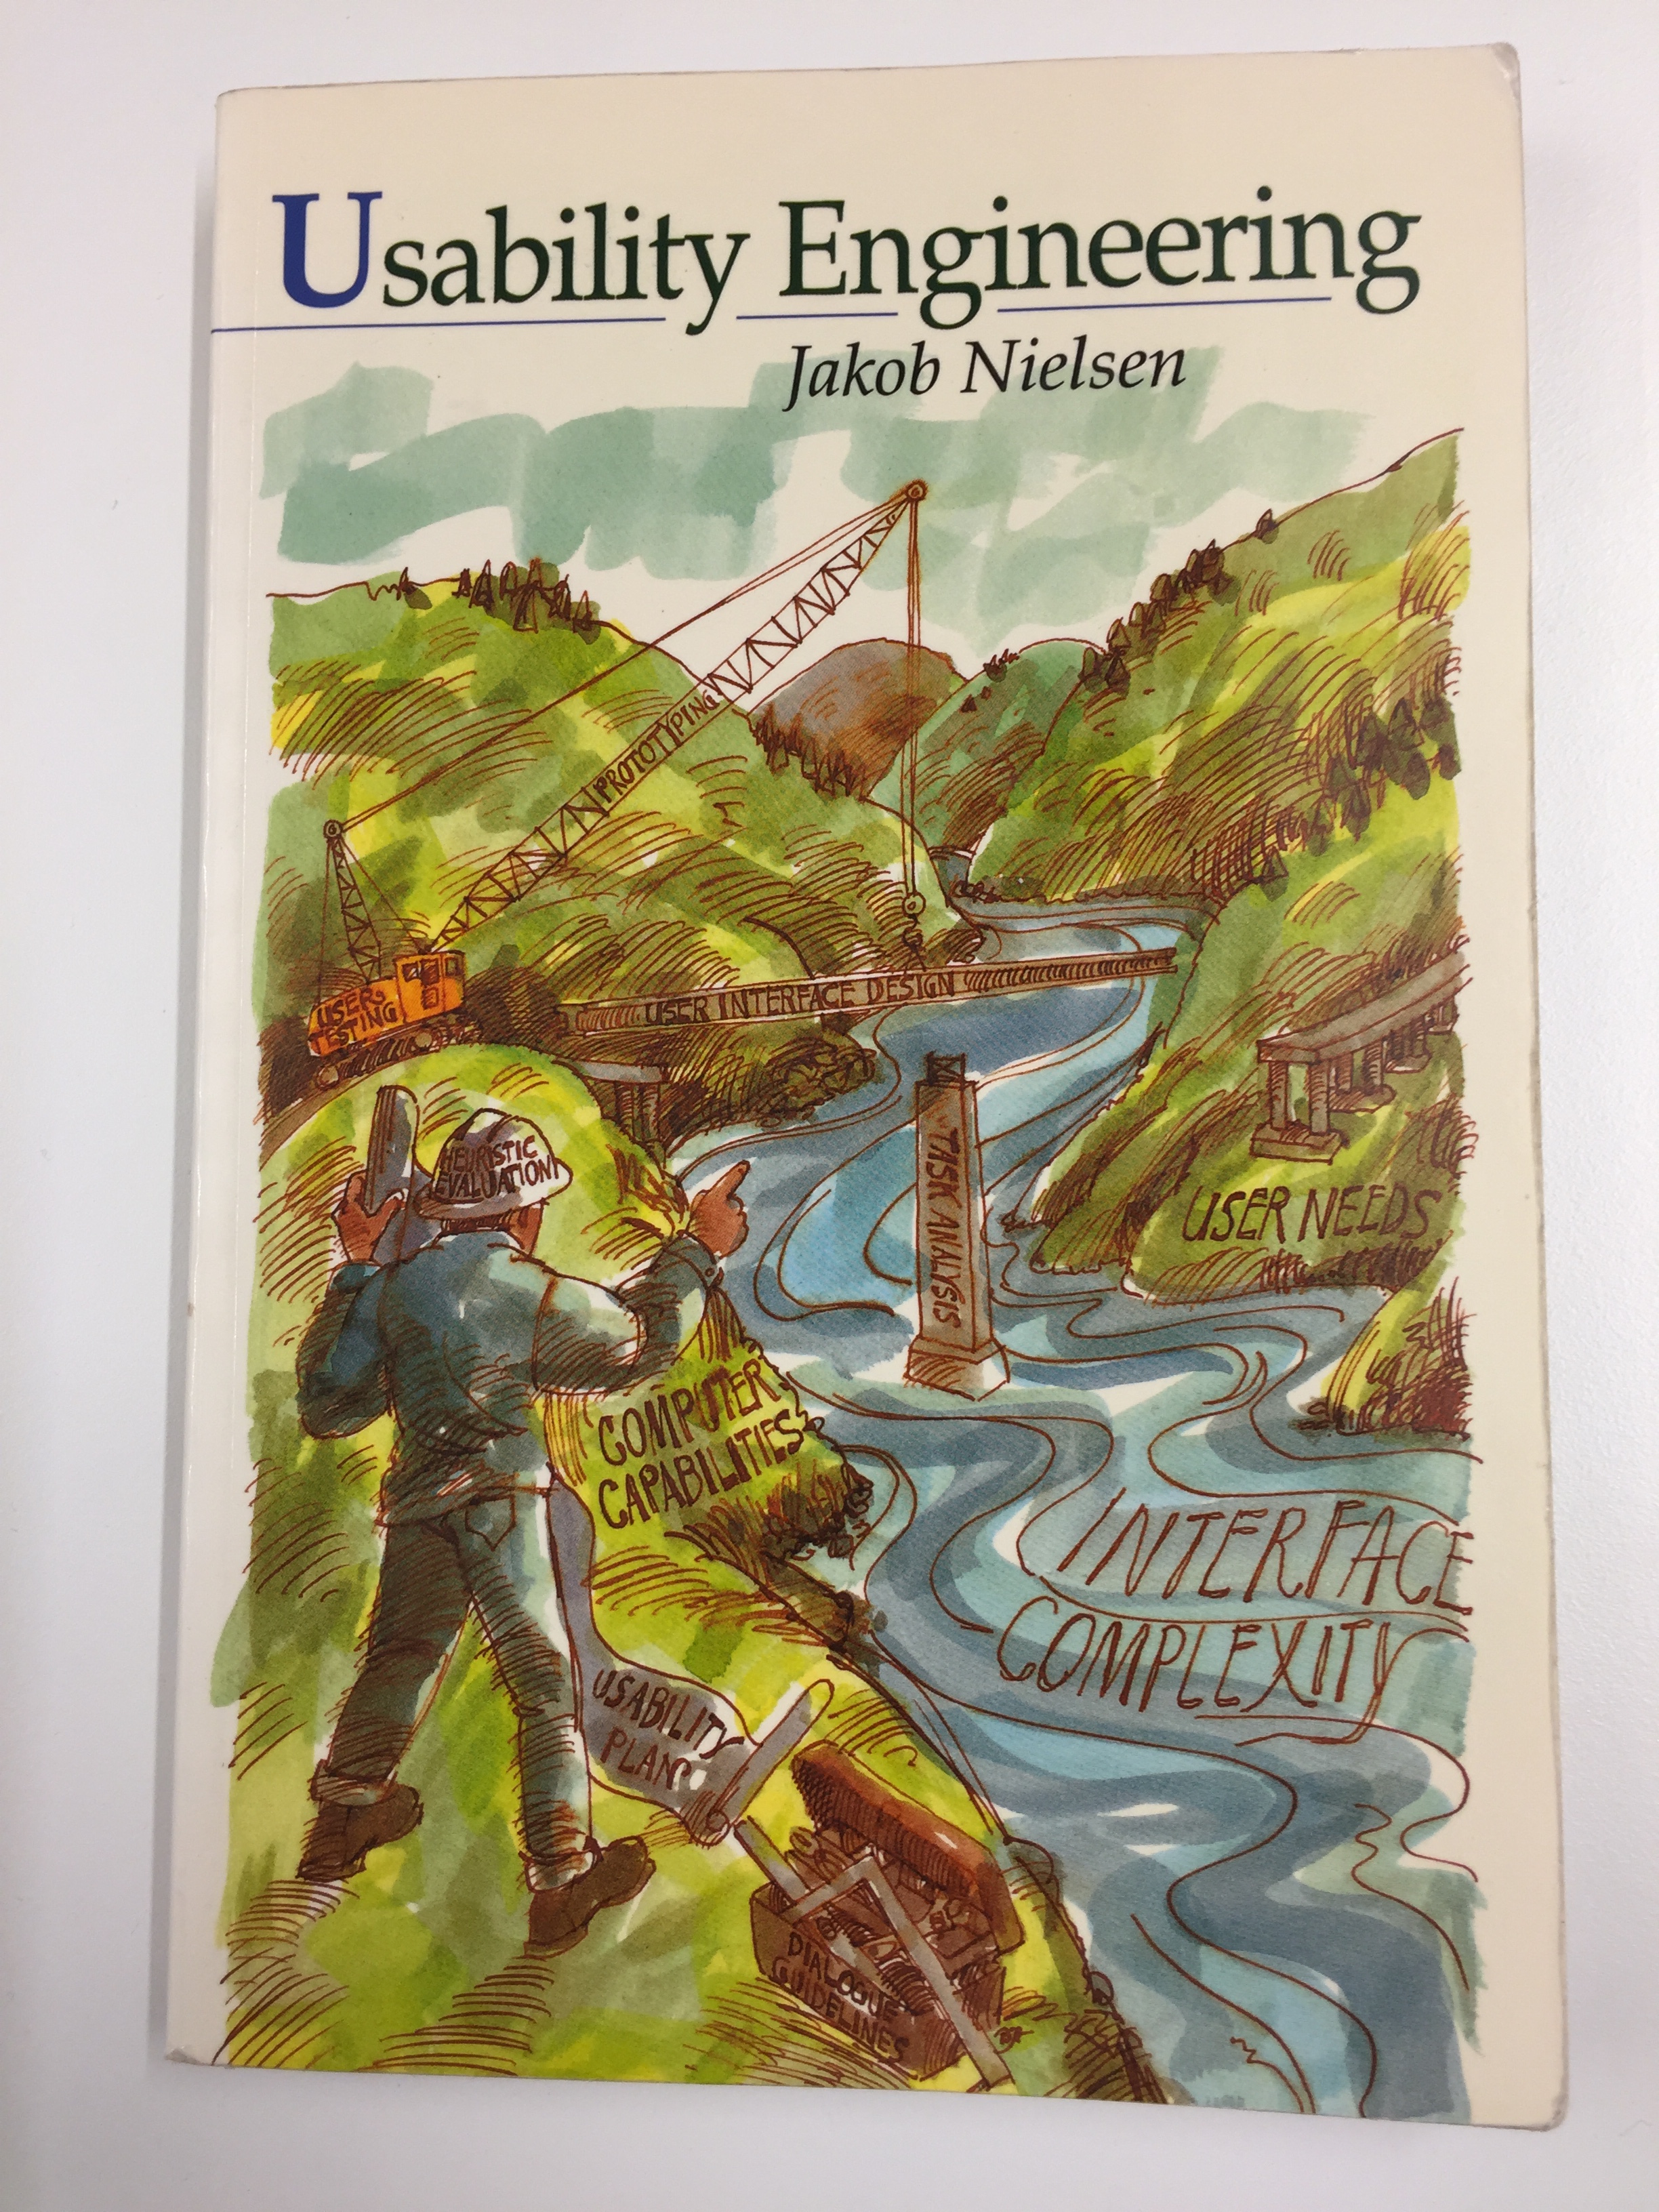 Usability Engineering
Jakob Nielsen
PROTOTYPING
USER
TESTING
USER INTERFACE DESIGN
HEURISTIC
EVALUATION
TASK ANALYSIS
USER NEEDS
COMPUTER
CAPABILITIES
INTERFACE
COMPLEXITY
USABILITY
PLAN
DIALOGUE
GUIDELINES